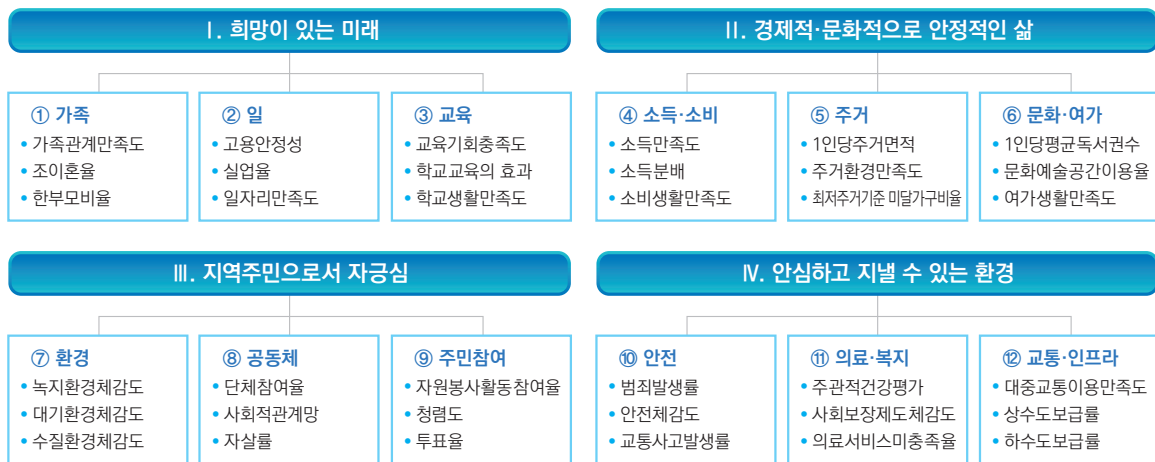 Ⅰ. 희망이 있는 미래
① 가족
• 가족관계만족도
• 조이혼율
• 한부모비율
② 일
• 고용안정성
• 실업율
• 일자리만족도
③ 교육
• 교육기회충족도
• 학교교육의 효과
• 학교생활만족도
Ⅱ. 경제적·문화적으로 안정적인 삶
④ 소득·소비
• 소득만족도
• 소득분배
• 소비생활만족도
⑤ 주거
• 1인당주거면적
• 주거환경만족도
• 최저주거기준 미달가구비율
⑥ 문화·여가
• 1인당평균독서권수
• 문화예술공간이용율
• 여가생활만족도
Ⅲ. 지역주민으로서 자긍심
⑦ 환경
• 녹지환경체감도
• 대기환경체감도
• 수질환경체감도
⑧ 공동체
• 단체참여율
• 사회적관계망
• 자살률
⑨ 주민참여
• 자원봉사활동참여율
• 청렴도
• 투표율
Ⅳ. 안심하고 지낼 수 있는 환경
⑩ 안전
• 범죄발생률
• 안전체감도
• 교통사고발생률
⑪ 의료·복지
• 주관적건강평가
• 사회보장제도체감도
• 의료서비스미충족율
⑫ 교통·인프라
• 대중교통이용만족도
• 상수도보급률
• 하수도보급률